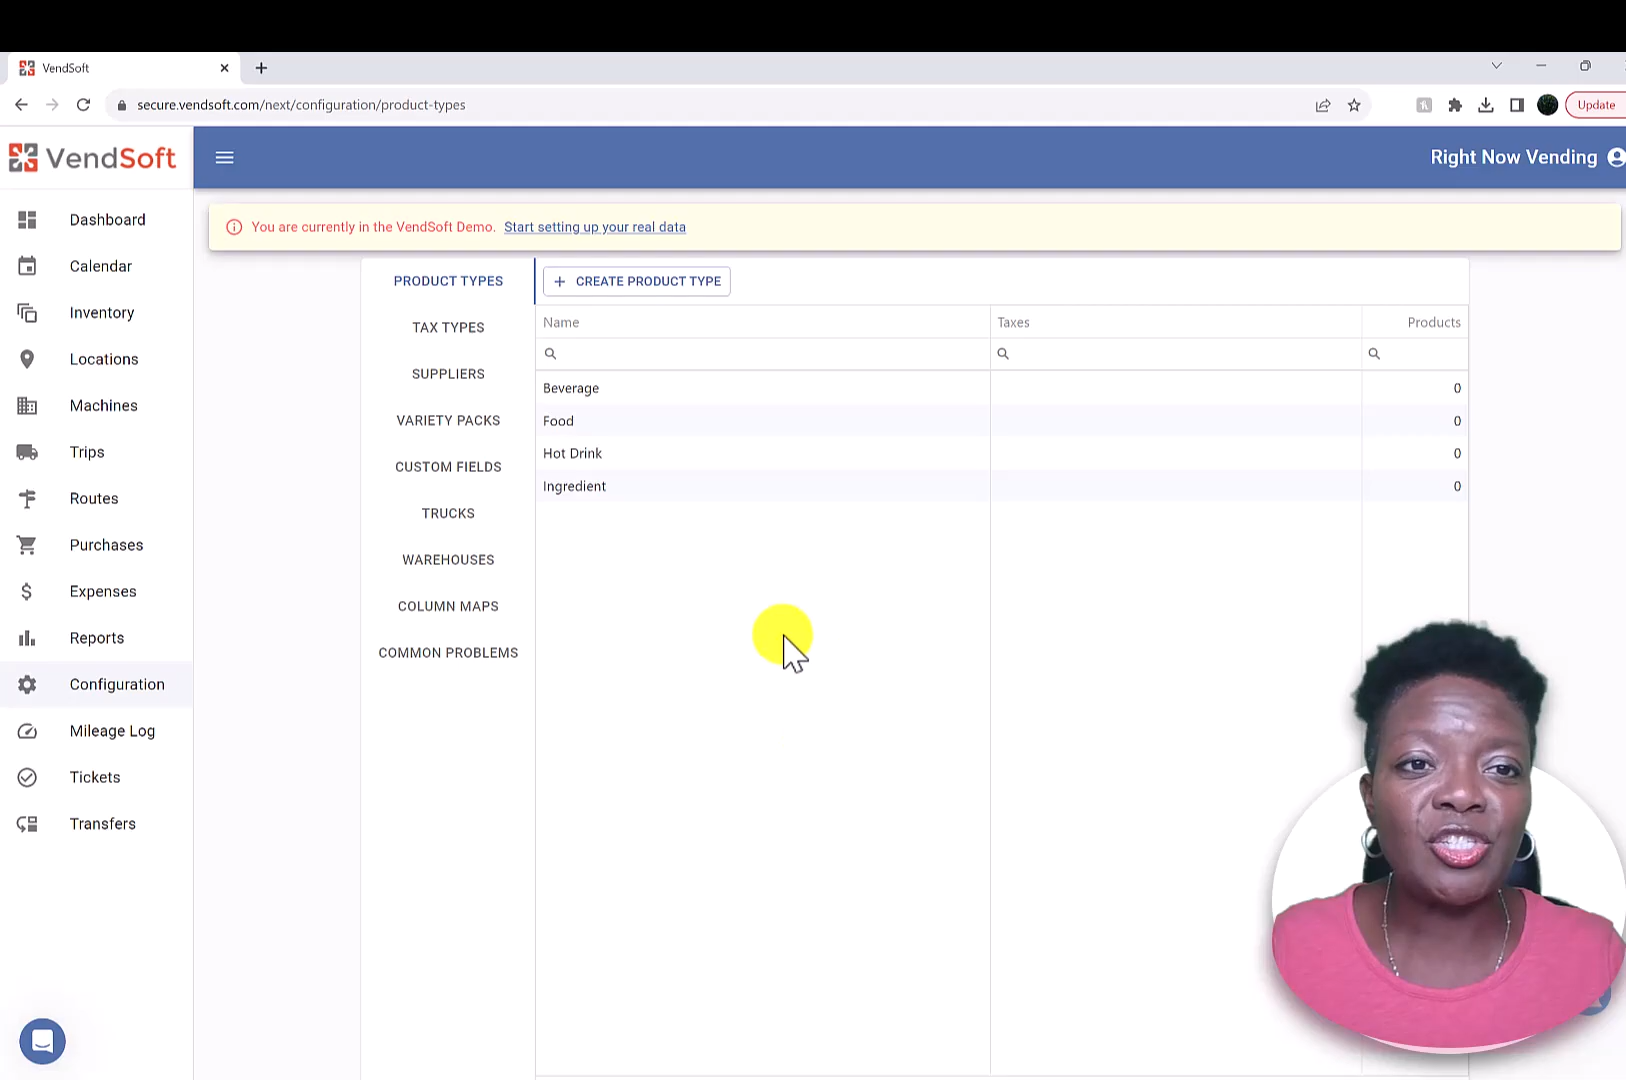 VendSoft
secure.vendsoft.com/next/configuration/product-types
Update
VendSoft
Right Now Vending
Dashboard
Calendar
Inventory
Locations
Machines
Trips
Routes
Purchases
Expenses
Reports
Configuration
Mileage Log
Tickets
Transfers
You are currently in the VendSoft Demo. Start setting up your real data
PRODUCT TYPES
TAX TYPES
SUPPLIERS
VARIETY PACKS
CUSTOM FIELDS
TRUCKS
WAREHOUSES
COLUMN MAPS
COMMON PROBLEMS
+ CREATE PRODUCT TYPE
Name Taxes Products
Beverage 0
Food 0
Hot Drink 0
Ingredient 0